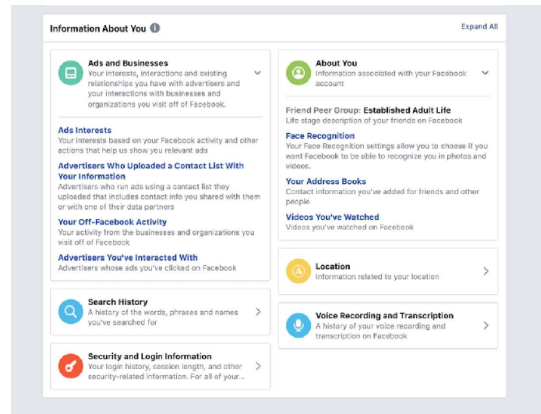 Information About You
Expand All
Ads and Businesses
Your interests, interactions and existing
relationships you have with advertisers and
your interactions with businesses and
organizations you visit off of Facebook.
Ads Interests
Your interests based on your Facebook activity and other
actions that help us show you relevant ads
Advertisers Who Uploaded a Contact List With
Your Information
Advertisers who run ads using a contact list they
uploaded that includes contact info you shared with them
or with one of their data partners
Your Off-Facebook Activity
Your activity from the businesses and organizations you
visit off of Facebook
Advertisers You've Interacted With
Advertisers whose ads you've clicked on Facebook
Search History
A history of the words, phrases and names
you've searched for
Security and Login Information
Your login history, session length, and other
security-related information. For all of your...
About You
Information associated with your Facebook
account
Friend Peer Group: Established Adult Life
Life stage description of your friends on Facebook
Face Recognition
Your Face Recognition settings allow you to choose if you
want Facebook to be able to recognize you in photos and
videos.
Your Address Books
Contact information you've added for friends and other
people
Videos You've Watched
Videos you've watched on Facebook
Location
Information related to your location
Voice Recording and Transcription
A history of your voice recording and
transcription on Facebook